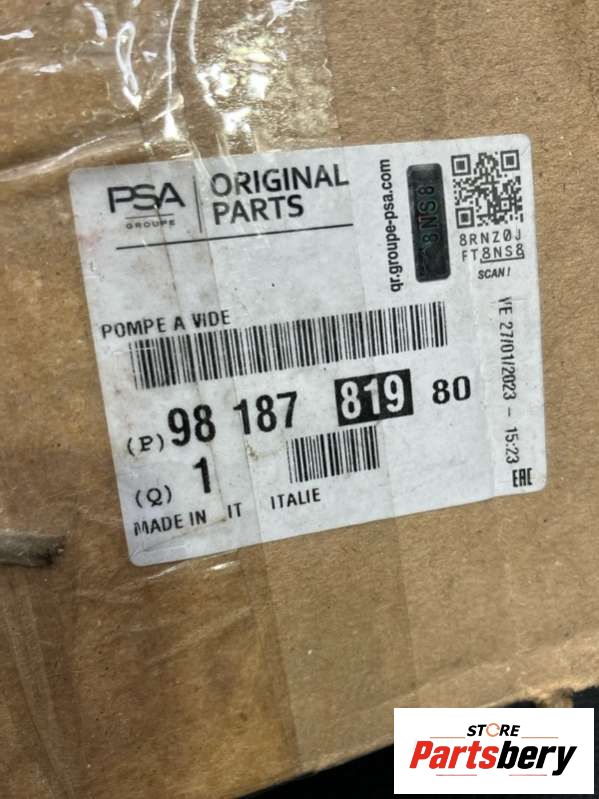 PSA
GROUPE
ORIGINAL
PARTS
qr.groupe-psa.com
8NS8
8RNZ0J
FT8NS8
SCAN!
POMPE A VIDE
(P) 98 187 819 80
(Q) 1
MADE IN IT ITALIE
VE 27/01/2023 - 15:23
EAC
STORE
Partsbery